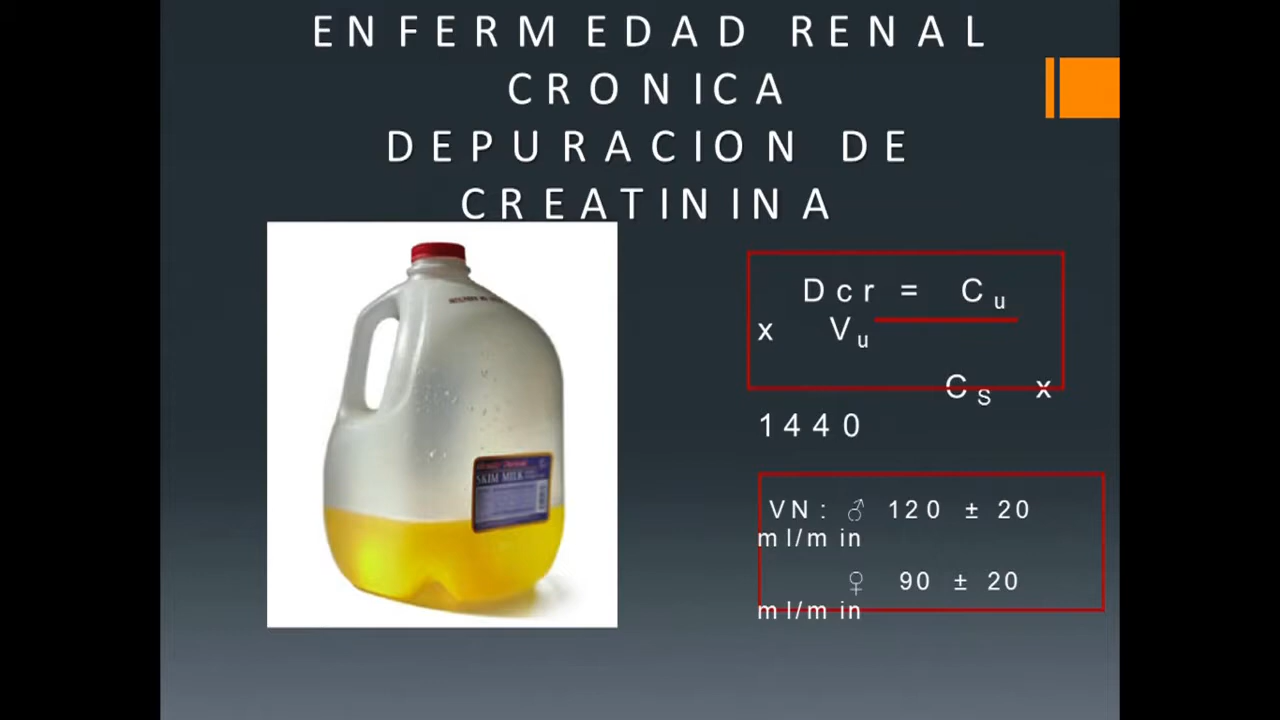 ENFERMEDAD RENAL
CRONICA
DEPURACION DE
CREATININA
SKIM MILK
Dcr = Cu
x Vu
Cs x
1440
VN: ♂ 120 ± 20
ml/min
♀ 90 ± 20
ml/min